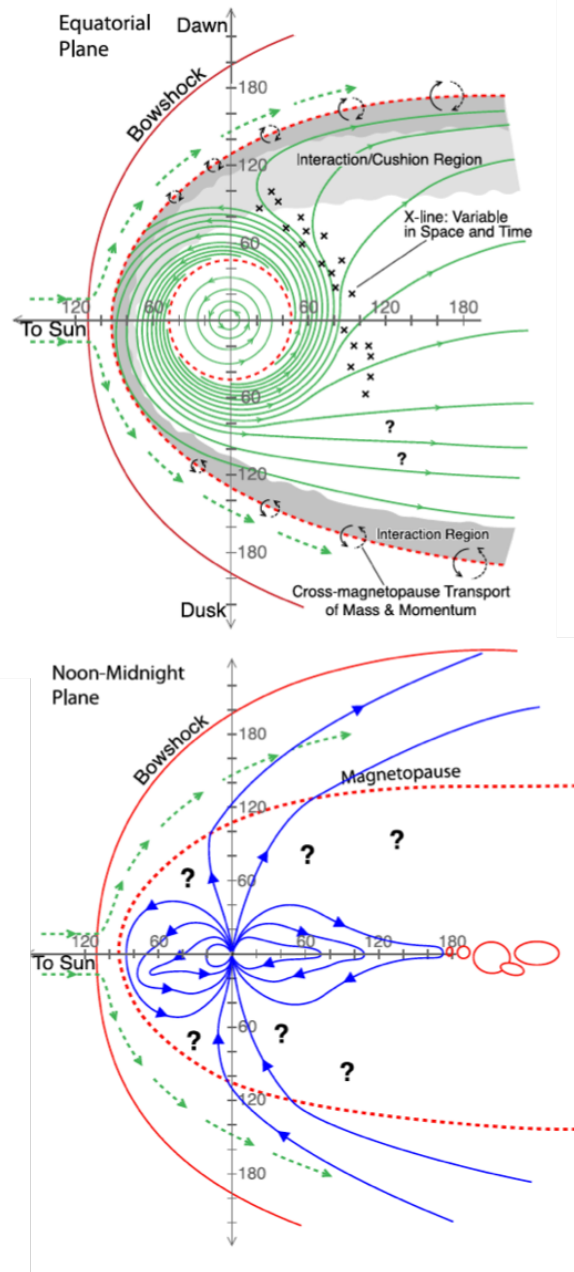 Equatorial
Plane
Dawn
Bowshock
180
120
Interaction/Cushion Region
X-line: Variable
in Space and Time
60
120
60
60
120
180
To Sun
60
?
?
120
Interaction Region
180
Cross-magnetopause Transport
of Mass & Momentum
Dusk
Noon-Midnight
Plane
Bowshock
180
Magnetopause
120
?
?
?
60
120
60
60
120
180
To Sun
60
?
?
?
120
180